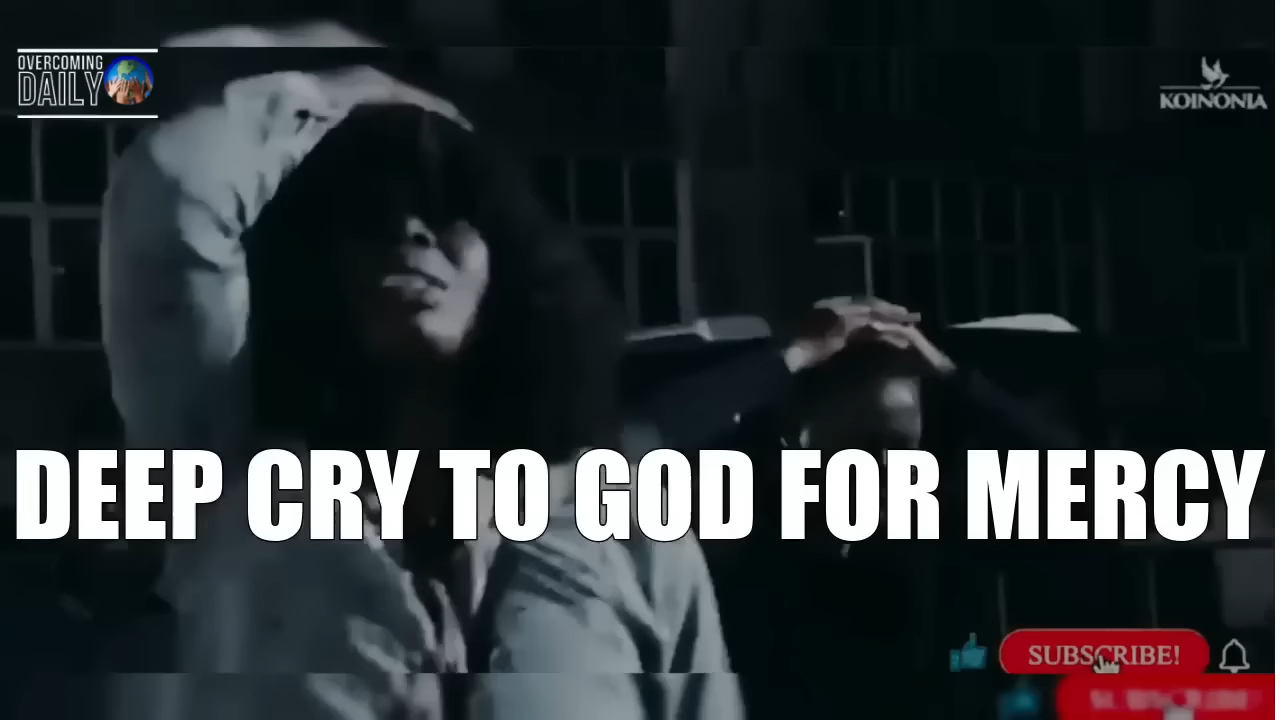 OVERCOMING
DAILY
KOINONIA
DEEP CRY TO GOD FOR MERCY
SUBSCRIBE!